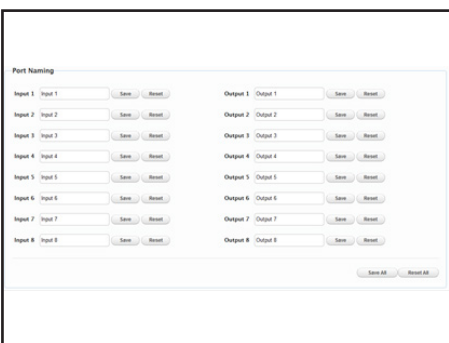 Port Naming
Input 1 Input 1 Save Reset Output 1 Output 1 Save Reset
Input 2 Input 2 Save Reset Output 2 Output 2 Save Reset
Input 3 Input 3 Save Reset Output 3 Output 3 Save Reset
Input 4 Input 4 Save Reset Output 4 Output 4 Save Reset
Input 5 Input 5 Save Reset Output 5 Output 5 Save Reset
Input 6 Input 6 Save Reset Output 6 Output 6 Save Reset
Input 7 Input 7 Save Reset Output 7 Output 7 Save Reset
Input 8 Input 8 Save Reset Output 8 Output 8 Save Reset
Save All Reset All